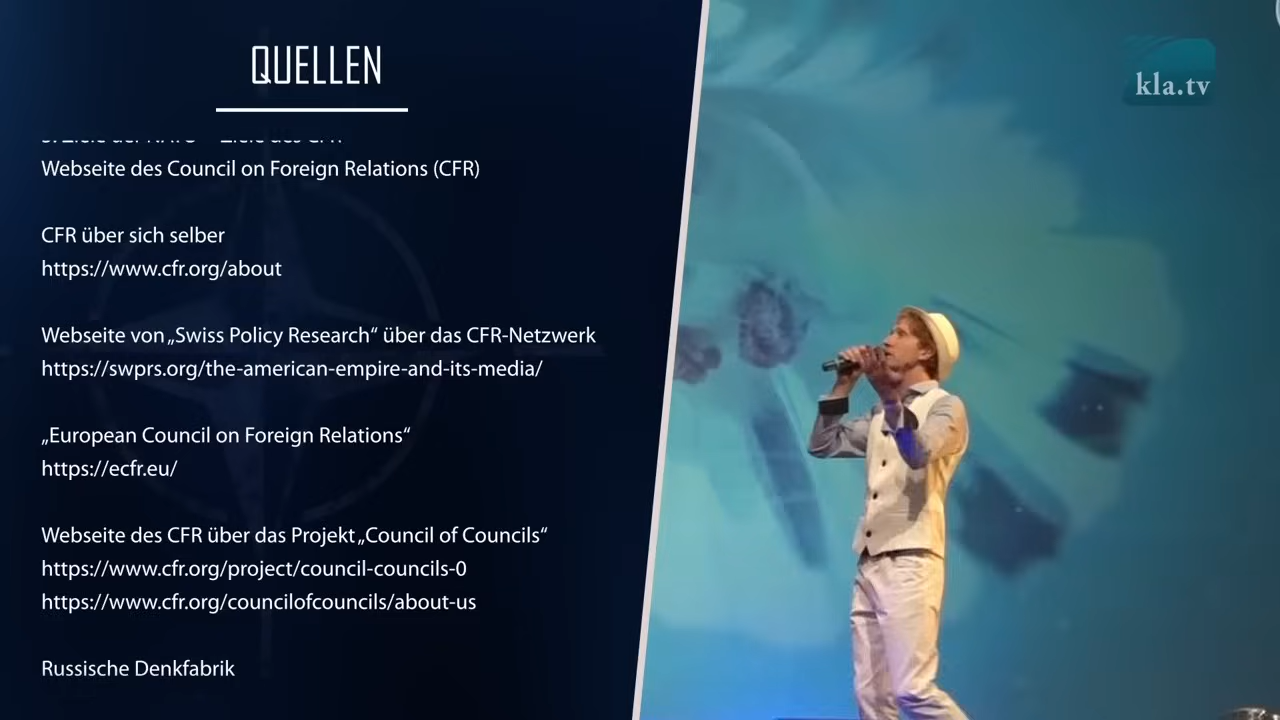 QUELLEN
kla.tv
Webseite des Council on Foreign Relations (CFR)
CFR über sich selber
https://www.cfr.org/about
Webseite von „Swiss Policy Research“ über das CFR-Netzwerk
https://swprs.org/the-american-empire-and-its-media/
„European Council on Foreign Relations“
https://ecfr.eu/
Webseite des CFR über das Projekt „Council of Councils“
https://www.cfr.org/project/council-councils-0
https://www.cfr.org/councilofcouncils/about-us
Russische Denkfabrik